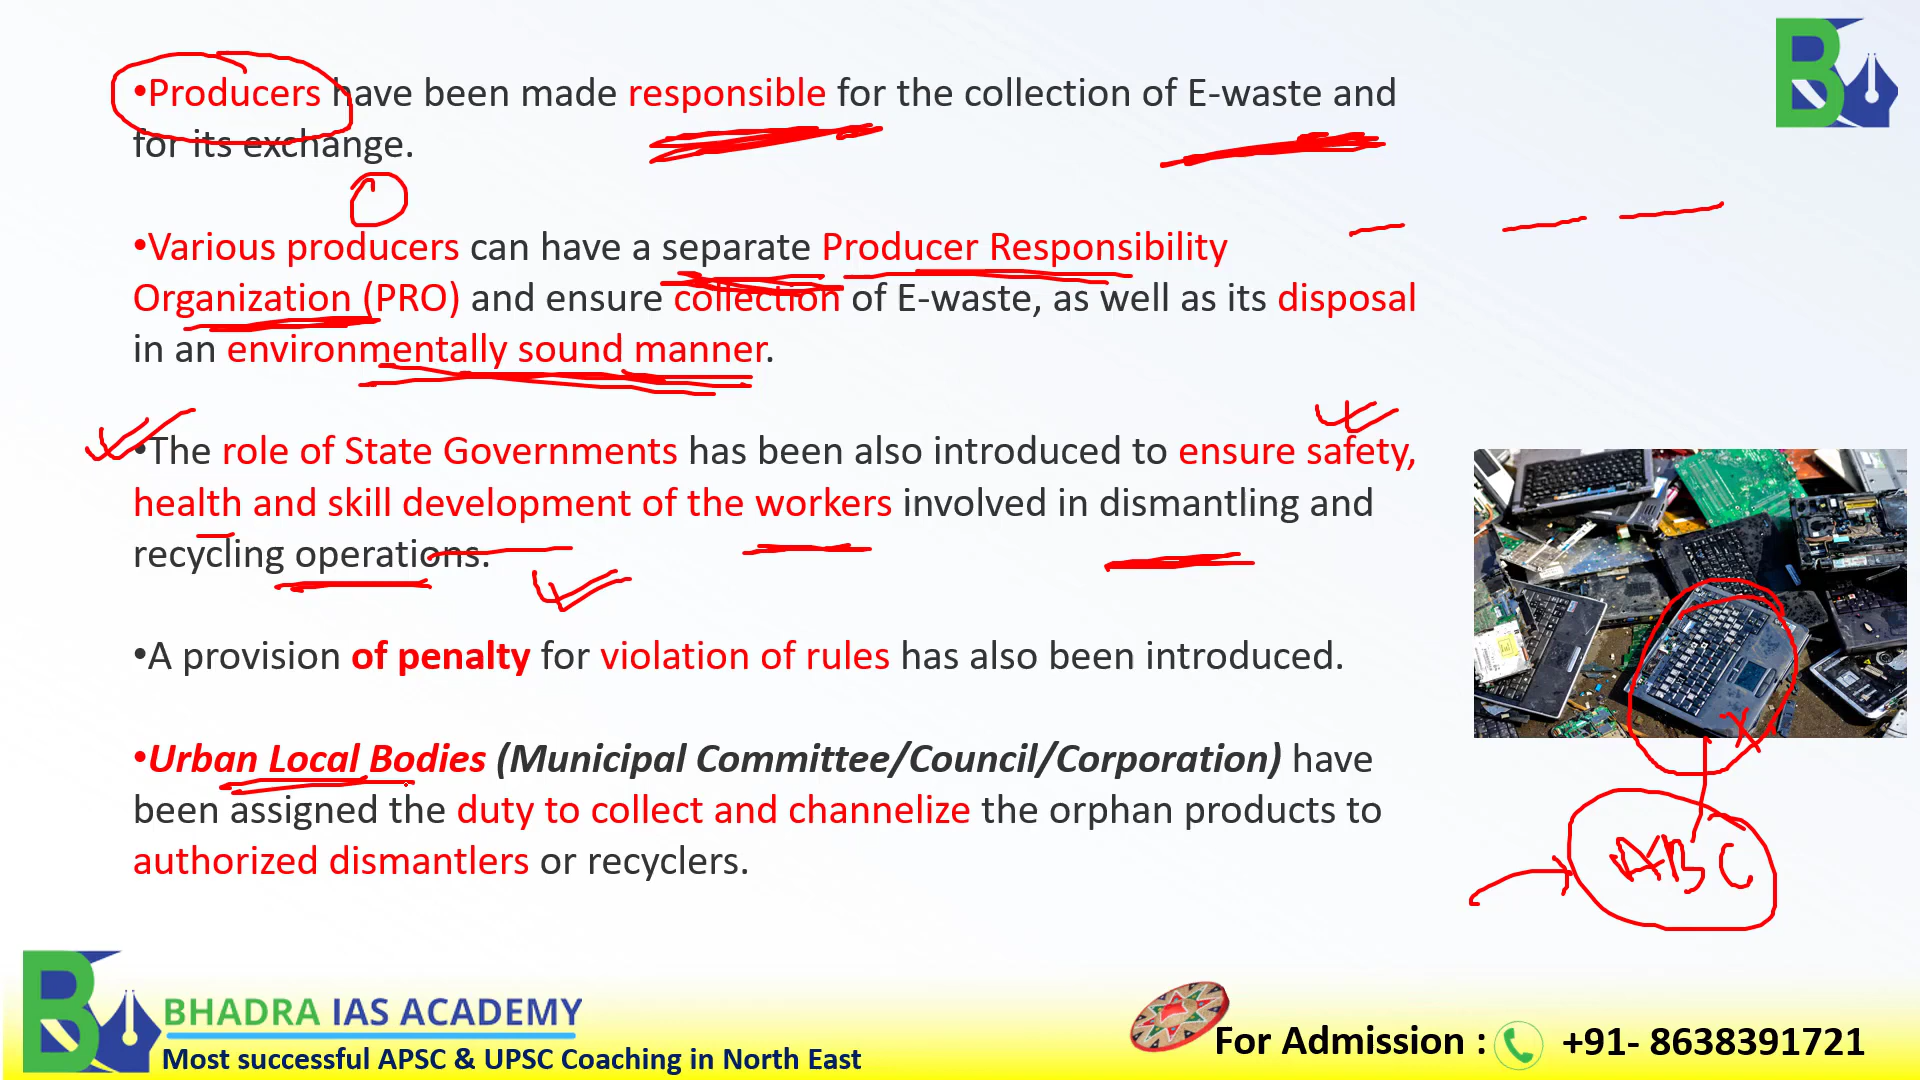 •Producers have been made responsible for the collection of E-waste and
for its exchange.
•Various producers can have a separate Producer Responsibility
Organization (PRO) and ensure collection of E-waste, as well as its disposal
in an environmentally sound manner.
•The role of State Governments has been also introduced to ensure safety,
health and skill development of the workers involved in dismantling and
recycling operations.
•A provision of penalty for violation of rules has also been introduced.
•Urban Local Bodies (Municipal Committee/Council/Corporation) have
been assigned the duty to collect and channelize the orphan products to
authorized dismantlers or recyclers.
X
ABC
BHADRA IAS ACADEMY
Most successful APSC & UPSC Coaching in North East
For Admission : +91- 8638391721